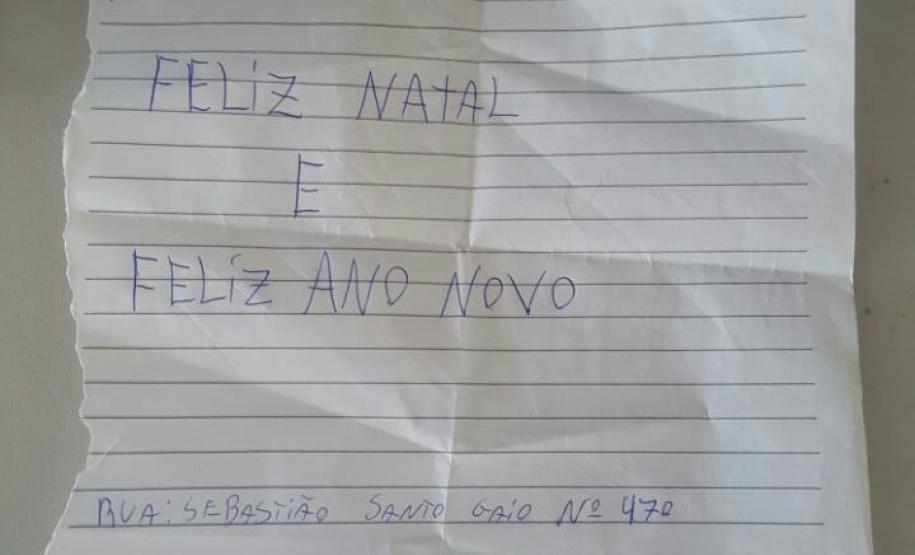 FELIZ NATAL
E
FELIZ ANO NOVO
RUA: SEBASTIÃO SANTO GAIO Nº 470